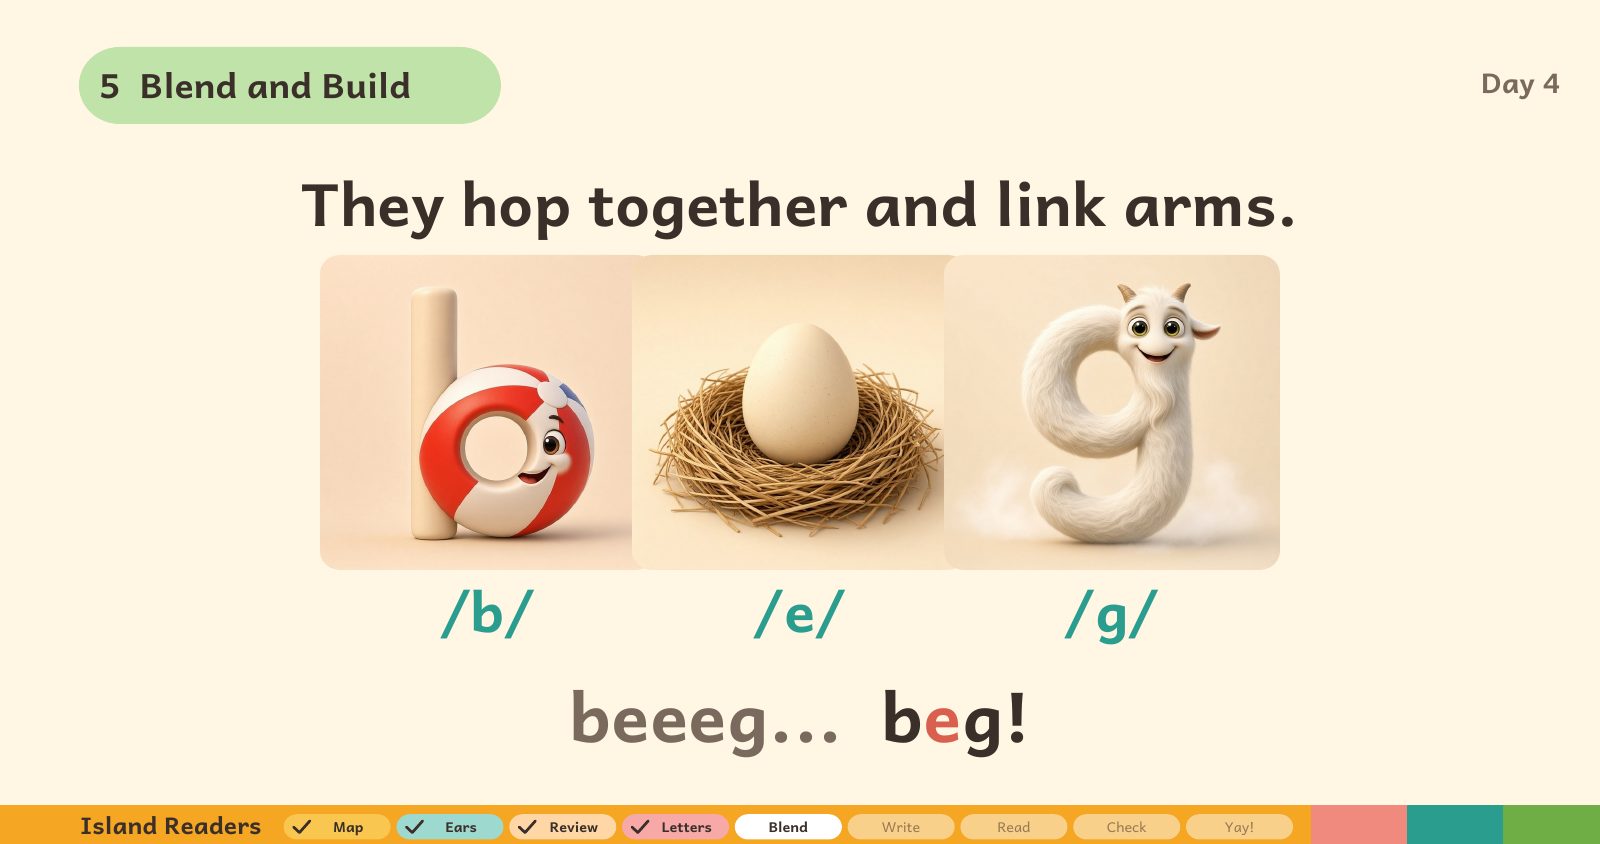 5 Blend and Build
Day 4
They hop together and link arms.
/b/ /e/ /g/
beeeg... beg!
Island Readers Map Ears Review Letters Blend Write Read Check Yay!